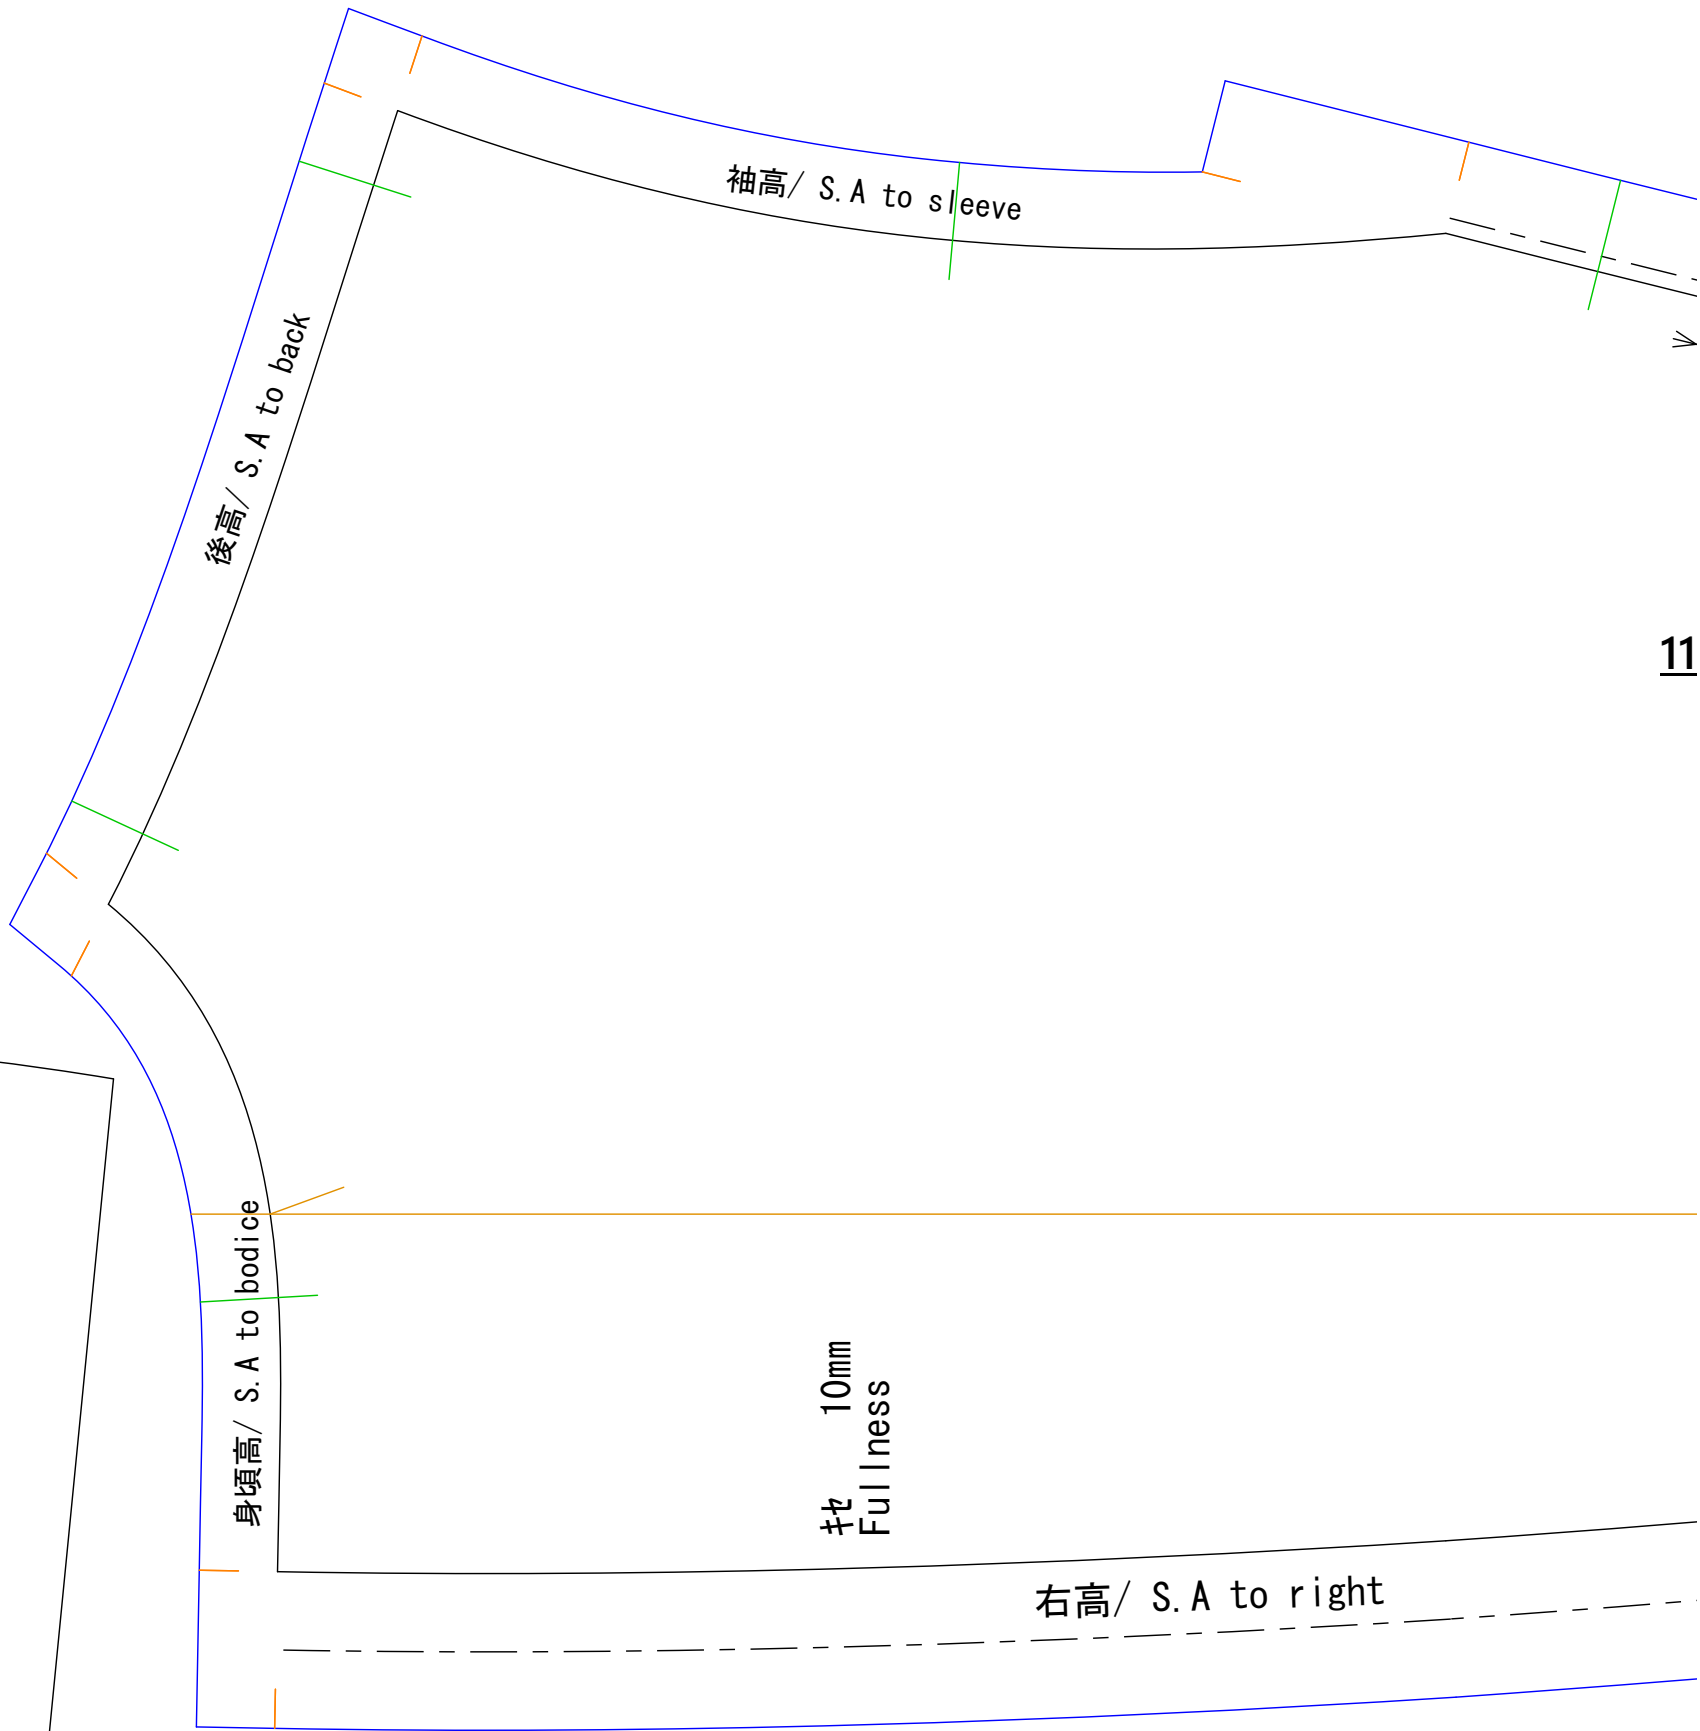 袖高/ S.A to sleeve
後高/ S.A to back
11
身頃高/ S.A to bodice
キセ 10mm
Fullness
右高/ S.A to right